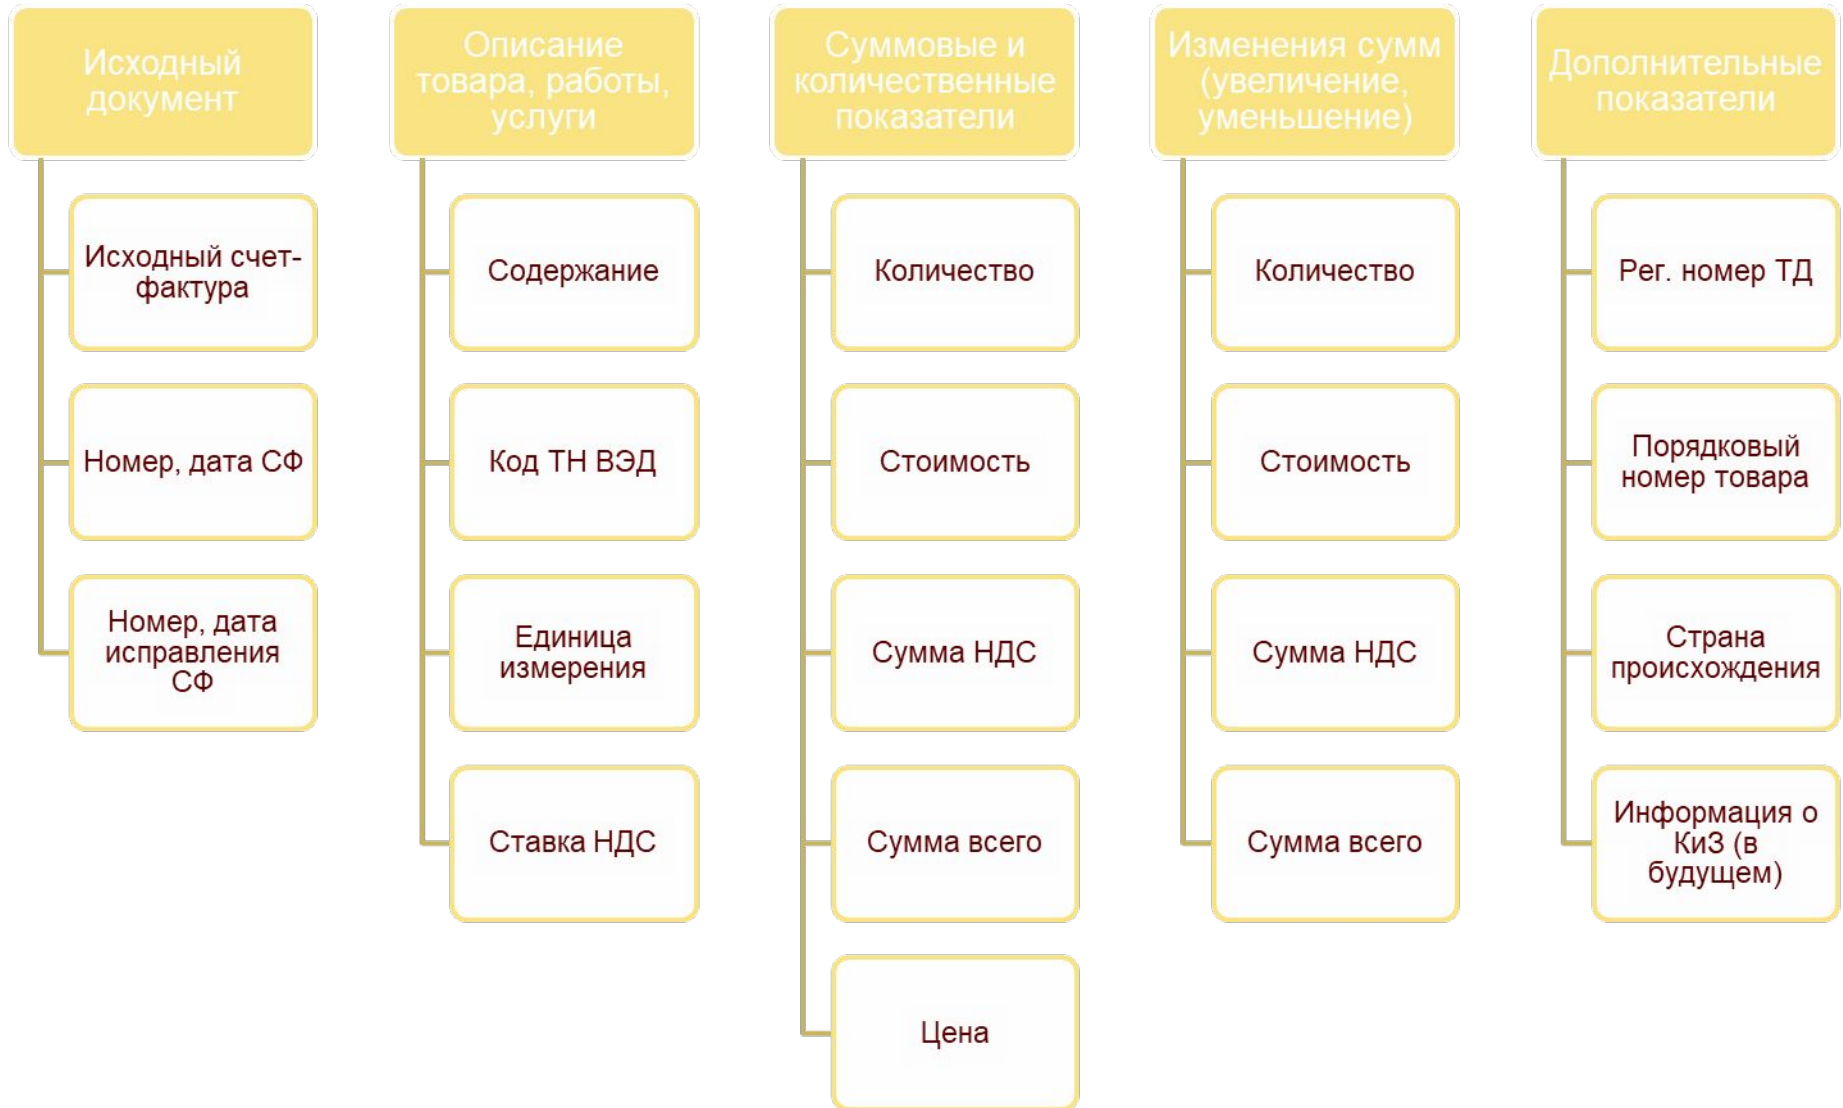 Исходный
документ
Исходный счет-
фактура
Номер, дата СФ
Номер, дата
исправления
СФ
Описание
товара, работы,
услуги
Содержание
Код ТН ВЭД
Единица
измерения
Ставка НДС
Суммовые и
количественные
показатели
Количество
Стоимость
Сумма НДС
Сумма всего
Цена
Изменения сумм
(увеличение,
уменьшение)
Количество
Стоимость
Сумма НДС
Сумма всего
Дополнительные
показатели
Рег. номер ТД
Порядковый
номер товара
Страна
происхождения
Информация о
КиЗ (в
будущем)